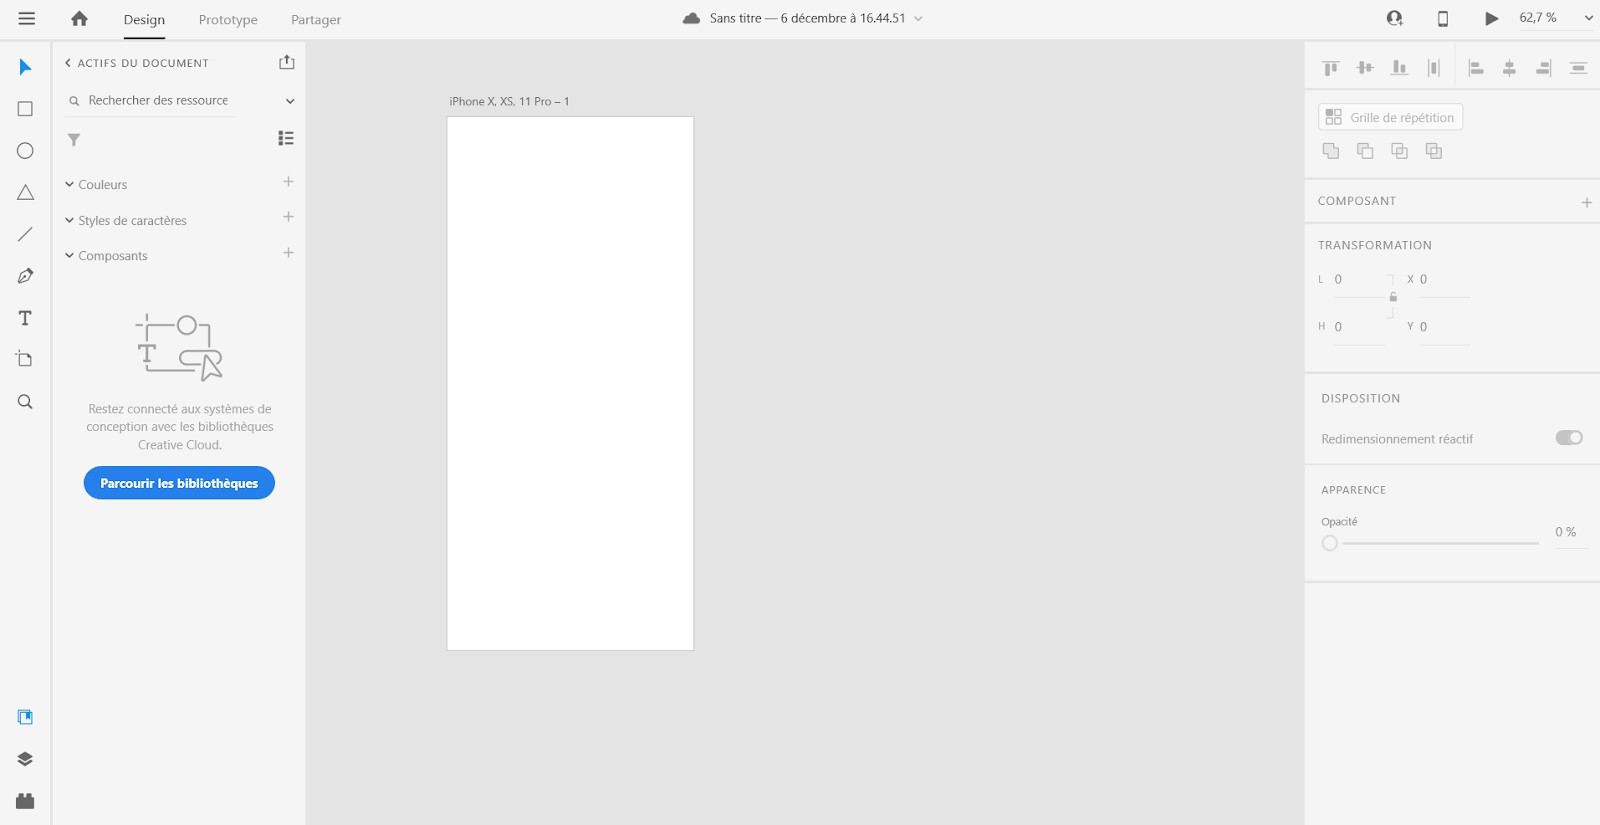 Design
Prototype
Partager
Sans titre — 6 décembre à 16.44.51
62,7 %
ACTIFS DU DOCUMENT
Rechercher des ressource
Couleurs
Styles de caractères
Composants
T
Restez connecté aux systèmes de
conception avec les bibliothèques
Creative Cloud.
Parcourir les bibliothèques
iPhone X, XS, 11 Pro – 1
Grille de répétition
COMPOSANT
TRANSFORMATION
L 0 X 0
H 0 Y 0
DISPOSITION
Redimensionnement réactif
APPARENCE
Opacité
0 %